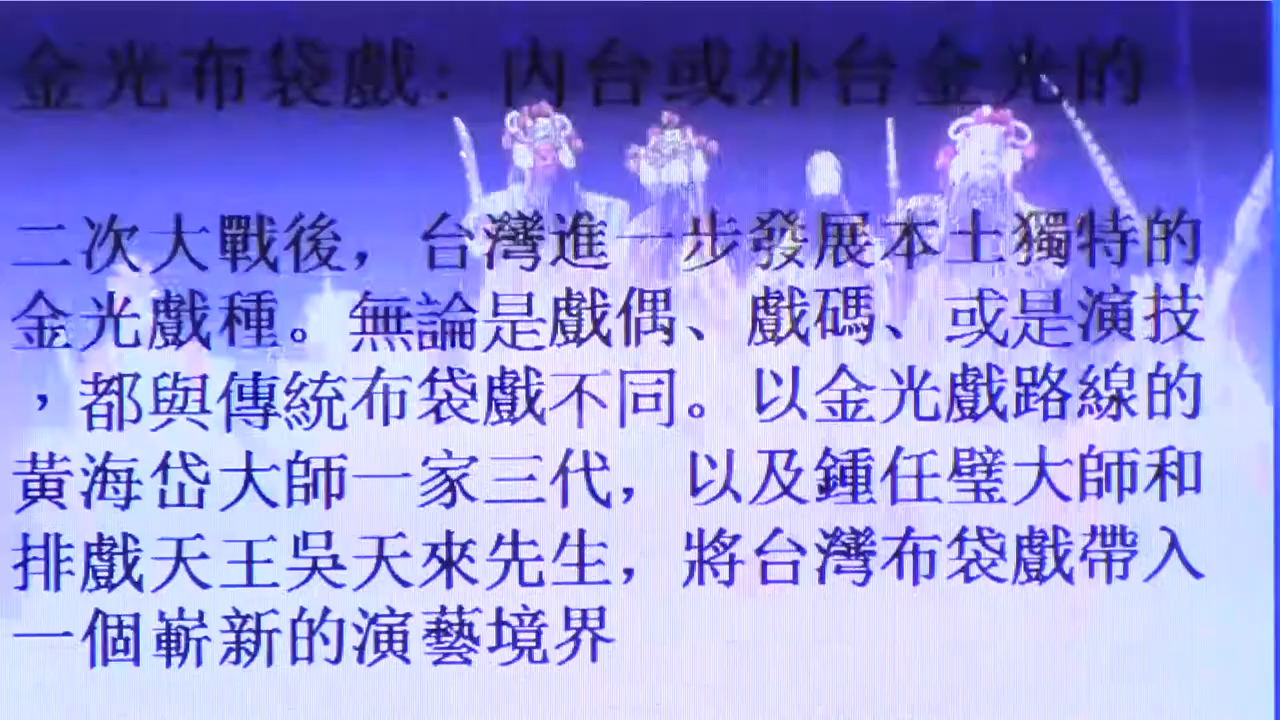 金光布袋戲: 內台或外台金光的
二次大戰後，台灣進一步發展本土獨特的
金光戲種。無論是戲偶、戲碼、或是演技
，都與傳統布袋戲不同。以金光戲路線的
黃海岱大師一家三代，以及鍾任璧大師和
排戲天王吳天來先生，將台灣布袋戲帶入
一個嶄新的演藝境界